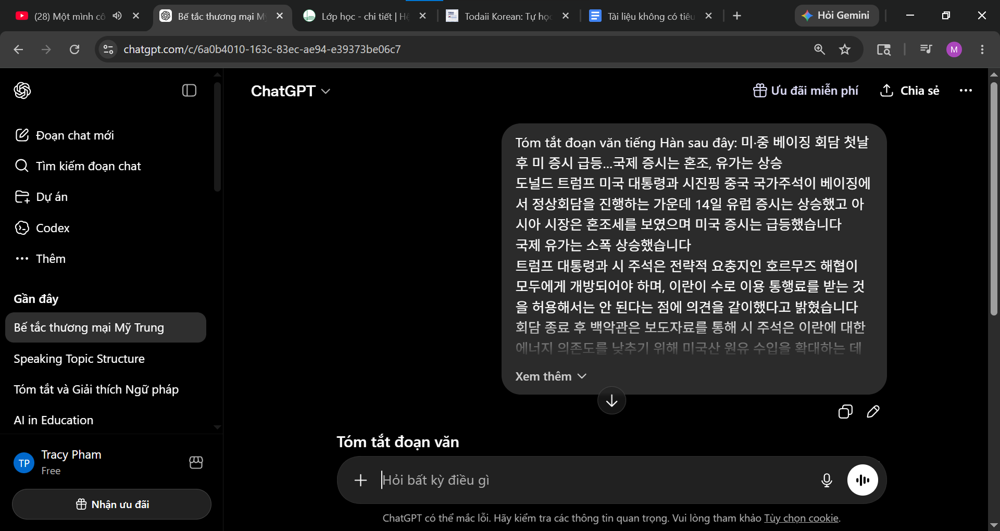 (28) Một mình cô
Bế tắc thương mại M
Lớp học - chi tiết | H
Todaii Korean: Tự họ
Tài liệu không có tiêu
Hỏi Gemini
chatgpt.com/c/6a0b4010-163c-83ec-ae94-e39373be06c7
M
ChatGPT
Ưu đãi miễn phí
Chia sẻ
Đoạn chat mới
Tìm kiếm đoạn chat
Dự án
Codex
Thêm
Gần đây
Bế tắc thương mại Mỹ Trung
Speaking Topic Structure
Tóm tắt và Giải thích Ngữ pháp
AI in Education
TP
Tracy Pham
Free
Nhận ưu đãi
Tóm tắt đoạn văn tiếng Hàn sau đây: 미·중 베이징 회담 첫날
후 미 증시 급등...국제 증시는 혼조, 유가는 상승
도널드 트럼프 미국 대통령과 시진핑 중국 국가주석이 베이징에
서 정상회담을 진행하는 가운데 14일 유럽 증시는 상승했고 아
시아 시장은 혼조세를 보였으며 미국 증시는 급등했습니다
국제 유가는 소폭 상승했습니다
트럼프 대통령과 시 주석은 전략적 요충지인 호르무즈 해협이
모두에게 개방되어야 하며, 이란이 수로 이용 통행료를 받는 것
을 허용해서는 안 된다는 점에 의견을 같이했다고 밝혔습니다
회담 종료 후 백악관은 보도자료를 통해 시 주석은 이란에 대한
에너지 의존도를 낮추기 위해 미국산 원유 수입을 확대하는 데
Xem thêm
Tóm tắt đoạn văn
Hỏi bất kỳ điều gì
ChatGPT có thể mắc lỗi. Hãy kiểm tra các thông tin quan trọng. Vui lòng tham khảo Tùy chọn cookie.